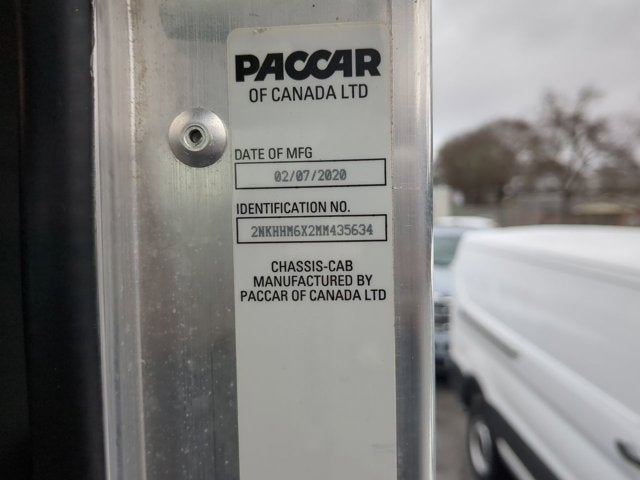 PACCAR
OF CANADA LTD
DATE OF MFG
02/07/2020
IDENTIFICATION NO.
2NKHHM6X2MM435634
CHASSIS-CAB
MANUFACTURED BY
PACCAR OF CANADA LTD